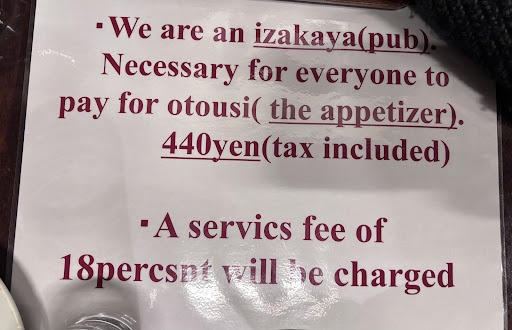 ・We are an izakaya(pub).
Necessary for everyone to
pay for otousi( the appetizer).
440yen(tax included)
・A servics fee of
18percsnt will be charged